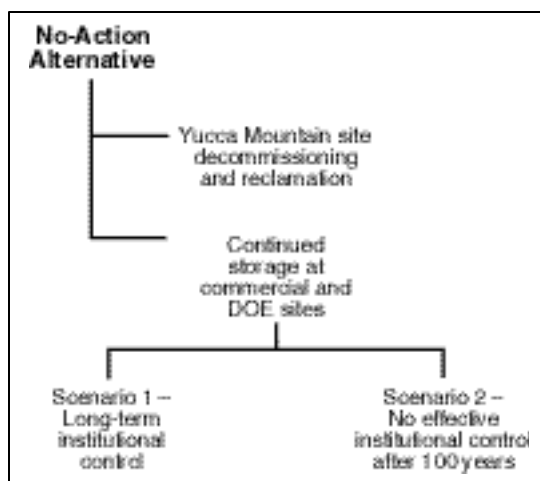 No-Action
Alternative
Yucca Mountain site
decommissioning
and reclamation
Continued
storage at
commercial and
DOE sites
Scenario 1 –
Long-term
institutional
control
Scenario 2 –
No effective
institutional control
after 100 years